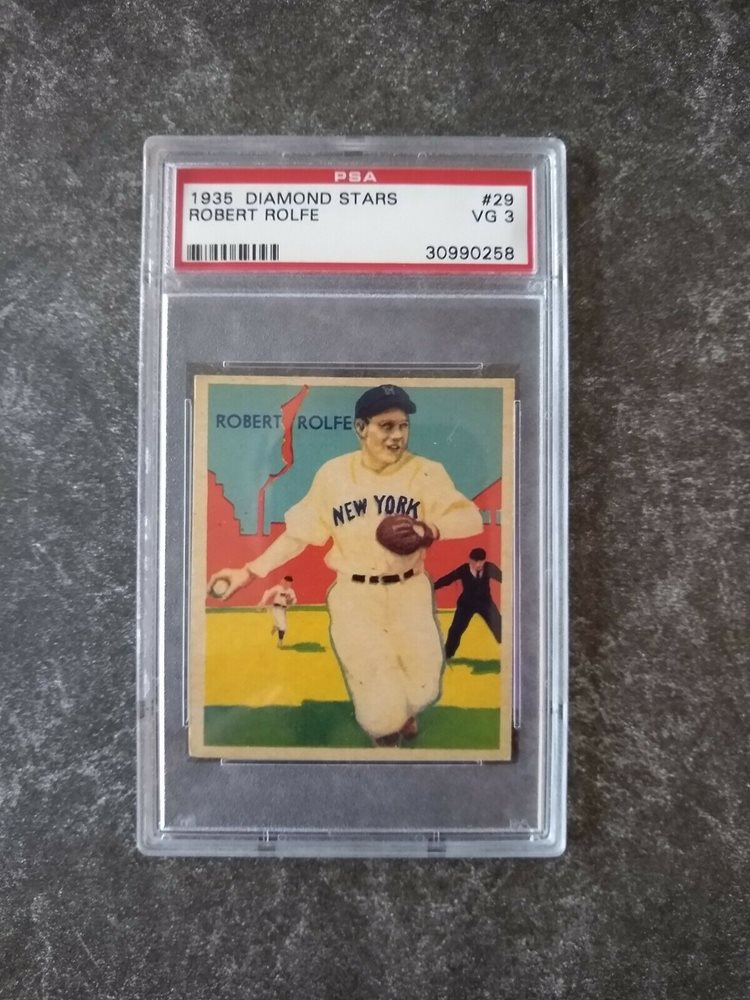 PSA
1935 DIAMOND STARS #29
ROBERT ROLFE VG 3
30990258
ROBERT ROLFE
NEW YORK